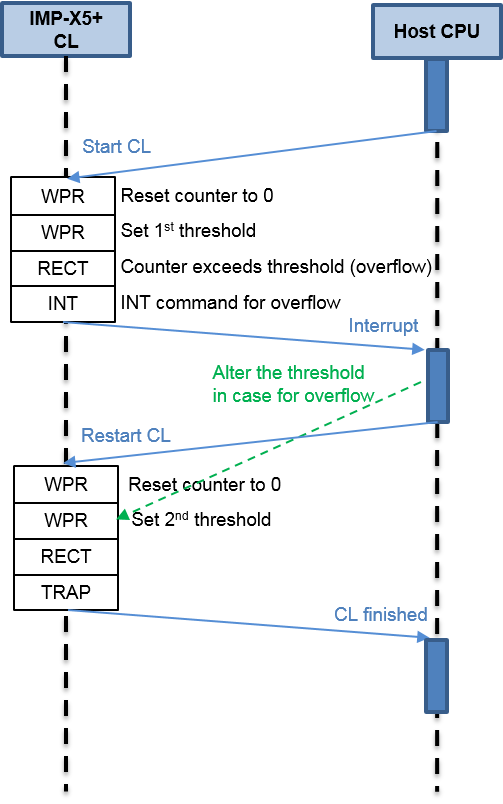 IMP-X5+
CL
Host CPU
Start CL
WPR
Reset counter to 0
WPR
Set 1st threshold
RECT
Counter exceeds threshold (overflow)
INT
INT command for overflow
Interrupt
Alter the threshold
in case for overflow
Restart CL
WPR
Reset counter to 0
WPR
Set 2nd threshold
RECT
TRAP
CL finished